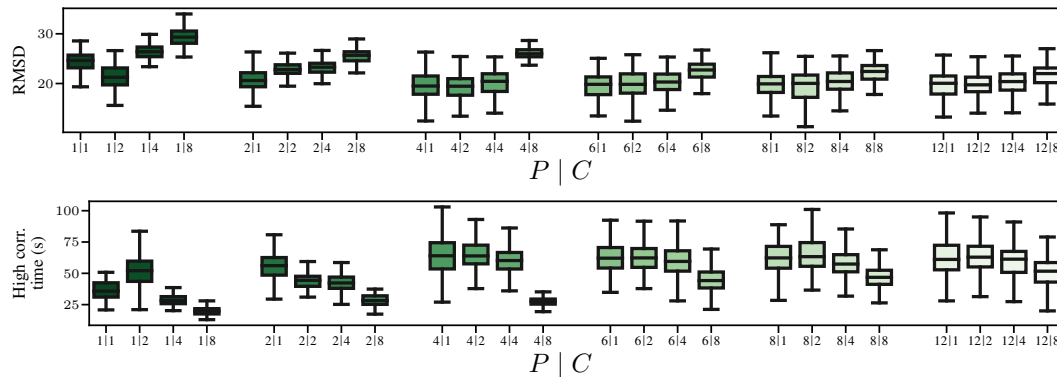 30
20
RMSD
1|1 1|2 1|4 1|8 2|1 2|2 2|4 2|8 4|1 4|2 4|4 4|8 6|1 6|2 6|4 6|8 8|1 8|2 8|4 8|8 12|1 12|2 12|4 12|8
P | C
100
75
50
25
High corr.
time (s)
1|1 1|2 1|4 1|8 2|1 2|2 2|4 2|8 4|1 4|2 4|4 4|8 6|1 6|2 6|4 6|8 8|1 8|2 8|4 8|8 12|1 12|2 12|4 12|8
P | C